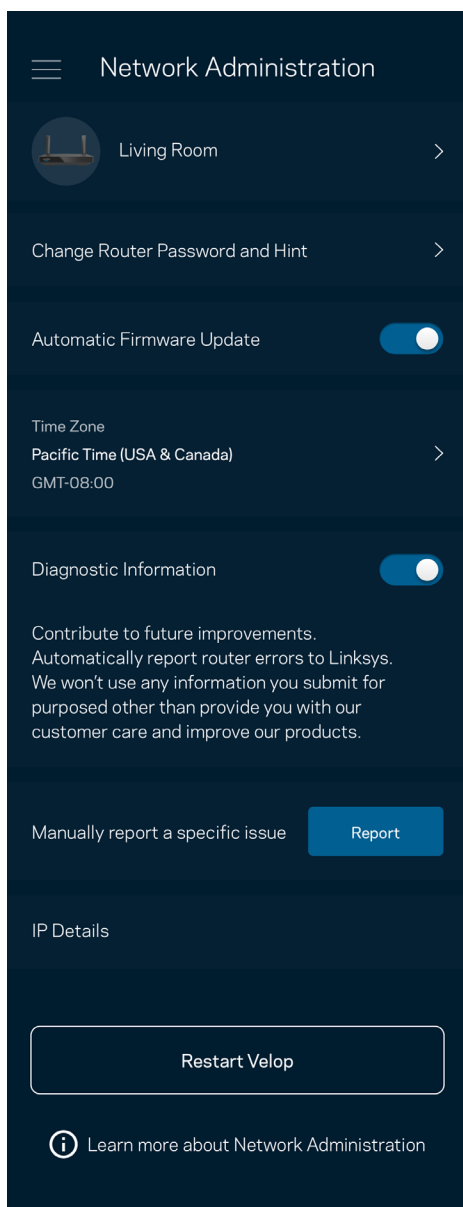 Network Administration
Living Room
Change Router Password and Hint
Automatic Firmware Update
Time Zone
Pacific Time (USA & Canada)
GMT-08:00
Diagnostic Information
Contribute to future improvements.
Automatically report router errors to Linksys.
We won't use any information you submit for
purposed other than provide you with our
customer care and improve our products.
Manually report a specific issue
Report
IP Details
Restart Velop
Learn more about Network Administration